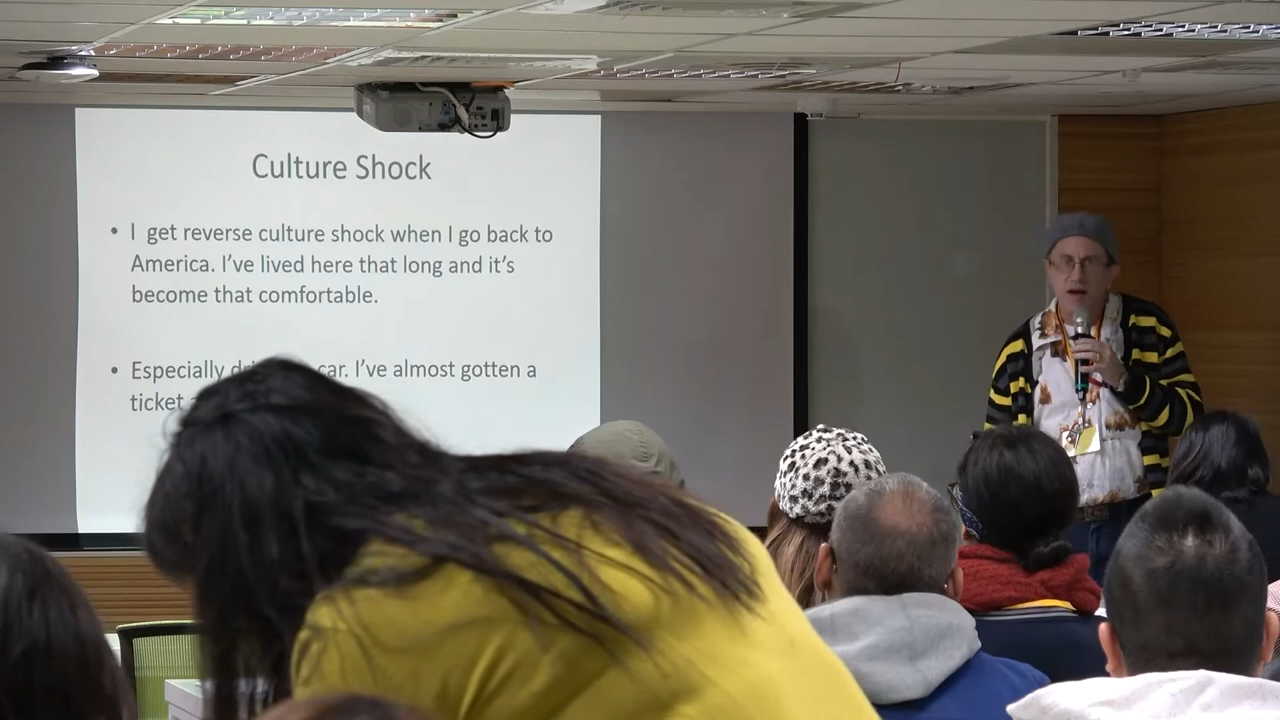 Culture Shock
• I get reverse culture shock when I go back to
America. I've lived here that long and it's
become that comfortable.
• Especially car. I've almost gotten a
ticket